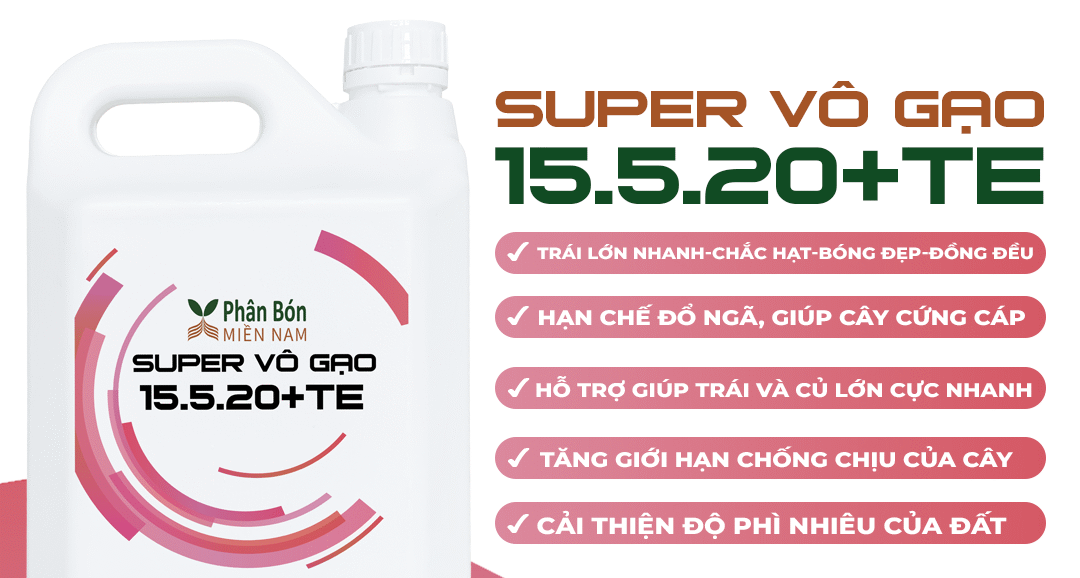 Phân Bón
MIỀN NAM
SUPER VÔ GẠO
15.5.20+TE
SUPER VÔ GẠO
15.5.20+TE
TRÁI LỚN NHANH-CHẮC HẠT-BÓNG ĐẸP-ĐỒNG ĐỀU
HẠN CHẾ ĐỔ NGÃ, GIÚP CÂY CỨNG CÁP
HỖ TRỢ GIÚP TRÁI VÀ CỦ LỚN CỰC NHANH
TĂNG GIỚI HẠN CHỐNG CHỊU CỦA CÂY
CẢI THIỆN ĐỘ PHÌ NHIÊU CỦA ĐẤT